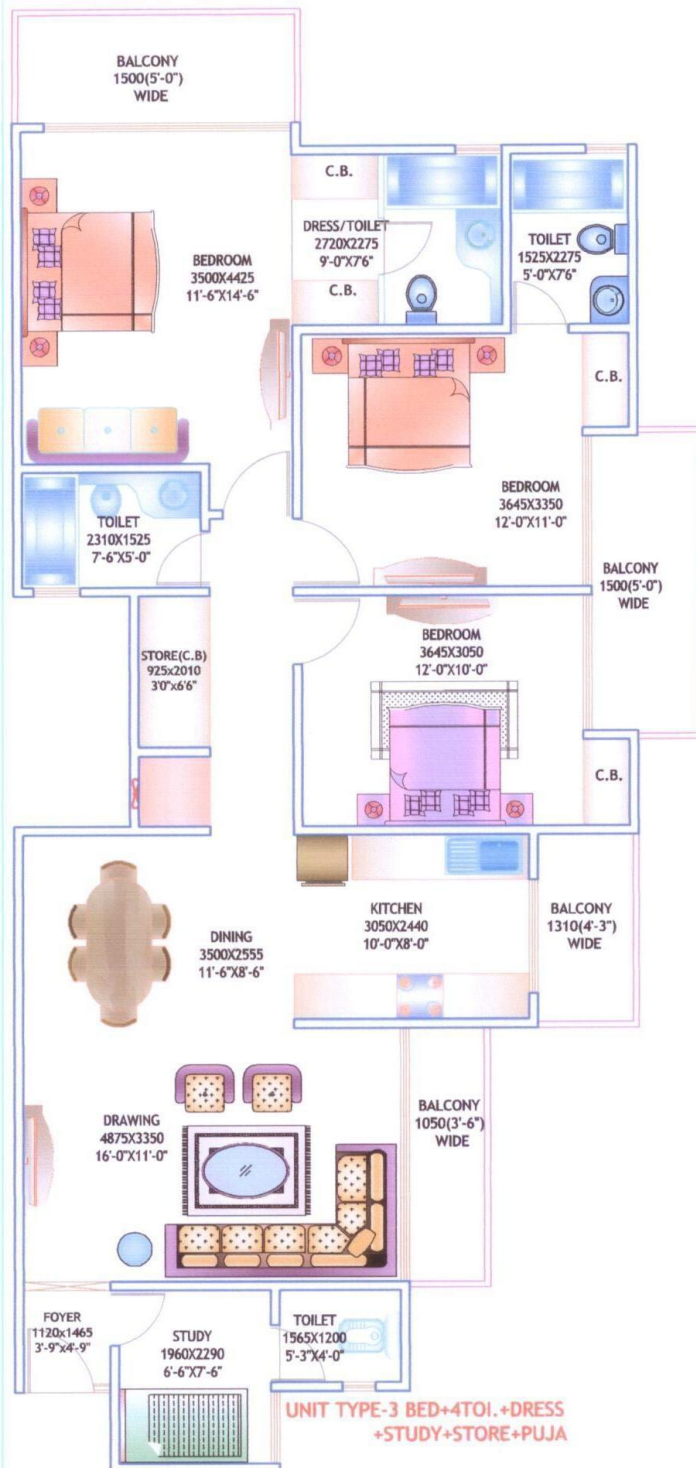 BALCONY
1500(5'-0")
WIDE
C.B.
DRESS/TOILET
2720X2275
9'-0"X7'6"
C.B.
TOILET
1525X2275
5'-0"X7'6"
BEDROOM
3500X4425
11'-6"X14'-6"
C.B.
BEDROOM
3645X3350
12'-0"X11'-0"
TOILET
2310X1525
7'-6"X5'-0"
BALCONY
1500(5'-0")
WIDE
BEDROOM
3645X3050
12'-0"X10'-0"
STORE(C.B)
925x2010
3'0"x6'6"
C.B.
KITCHEN
3050X2440
10'-0"X8'-0"
BALCONY
1310(4'-3")
WIDE
DINING
3500X2555
11'-6"X8'-6"
DRAWING
4875X3350
16'-0"X11'-0"
BALCONY
1050(3'-6")
WIDE
FOYER
1120x1465
3'-9"x4'-9"
STUDY
1960X2290
6'-6"X7'-6"
TOILET
1565X1200
5'-3"X4'-0"
UNIT TYPE-3 BED+4TOI.+DRESS
+STUDY+STORE+PUJA